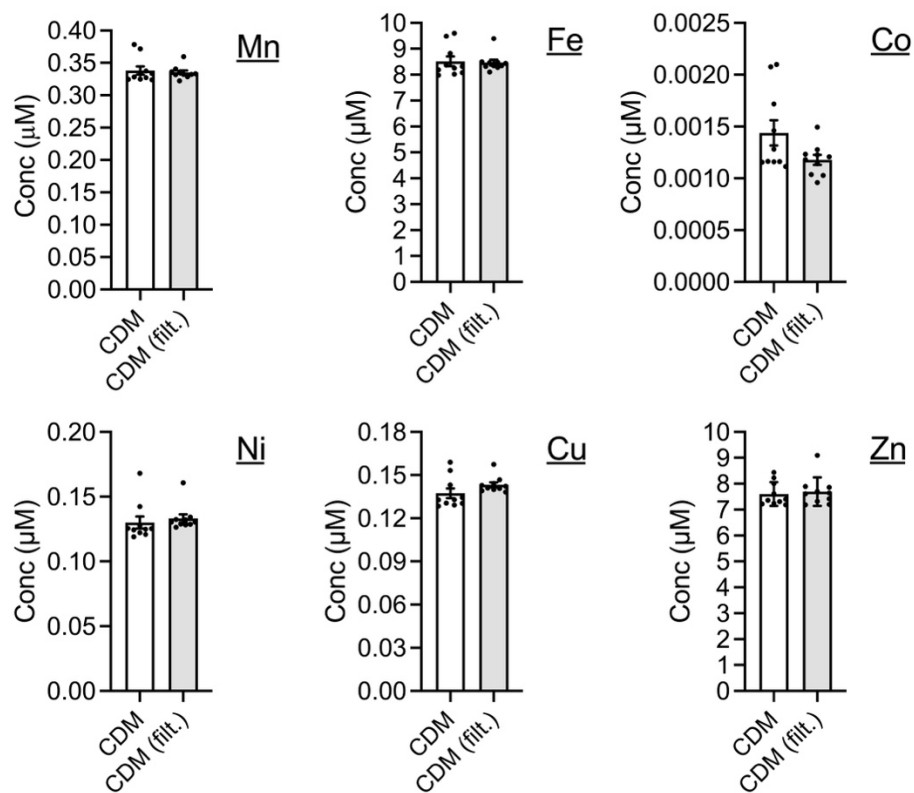 Mn
Conc (µM)
0.40
0.35
0.30
0.25
0.20
0.15
0.10
0.05
0.00
CDM
CDM (filt.)
Fe
Conc (µM)
10
9
8
7
6
5
4
3
2
1
0
CDM
CDM (filt.)
Co
Conc (µM)
0.0025
0.0020
0.0015
0.0010
0.0005
0.0000
CDM
CDM (filt.)
Ni
Conc (µM)
0.20
0.15
0.10
0.05
0.00
CDM
CDM (filt.)
Cu
Conc (µM)
0.18
0.15
0.12
0.09
0.06
0.03
0.00
CDM
CDM (filt.)
Zn
Conc (µM)
10
9
8
7
6
5
4
3
2
1
0
CDM
CDM (filt.)